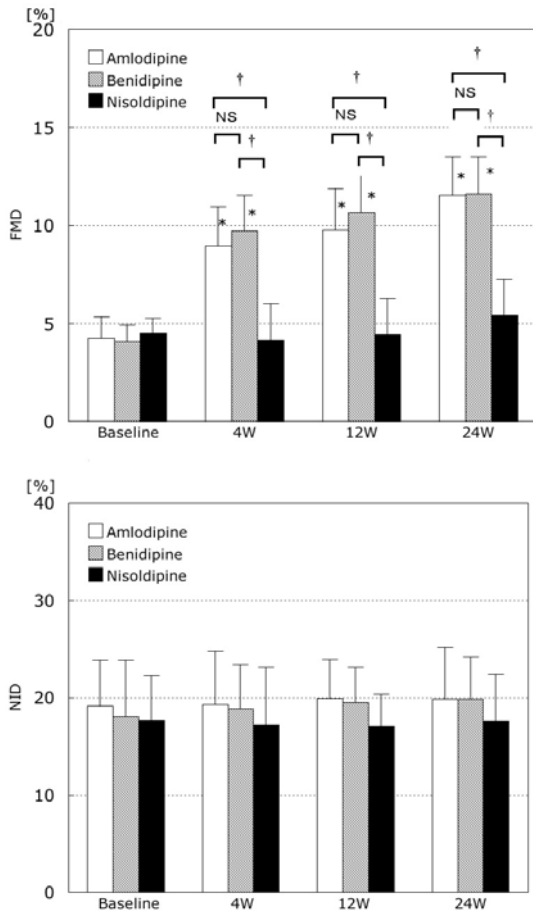 [%]
20
Amlodipine
Benidipine
Nisoldipine
† † †
NS NS NS
† † †
15
* * * * * *
10
FMD
5
0
Baseline 4W 12W 24W
[%]
40
Amlodipine
Benidipine
Nisoldipine
30
NID
20
10
0
Baseline 4W 12W 24W